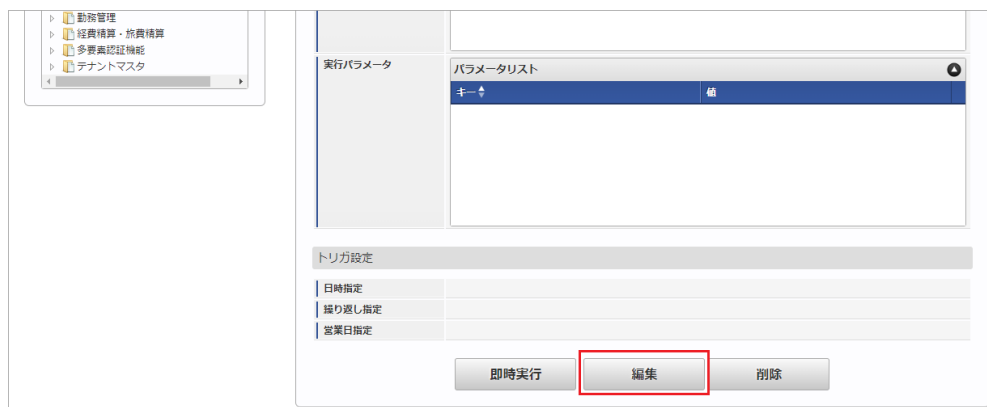 勤務管理
経費精算・旅費精算
多要素認証機能
テナントマスタ
実行パラメータ
パラメータリスト
キー 値
トリガ設定
日時指定
繰り返し指定
営業日指定
即時実行 編集 削除